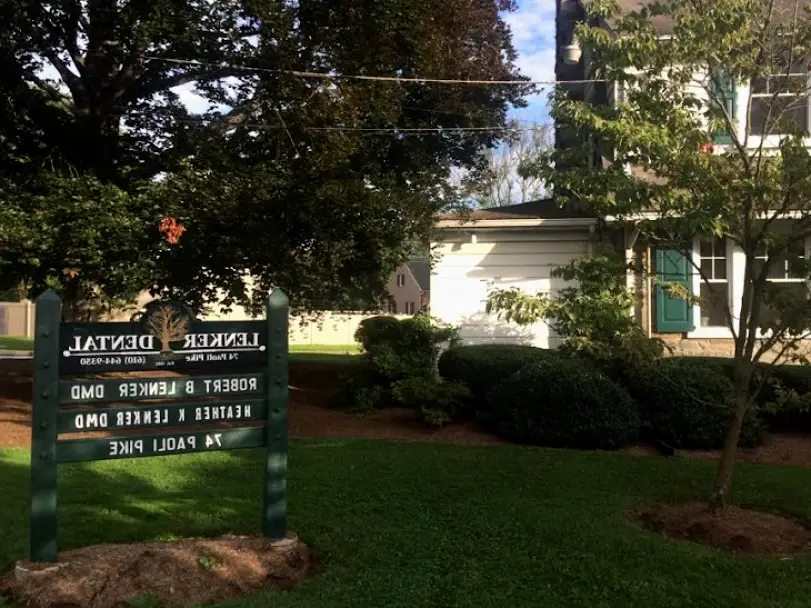 LENKER DENTAL
(610) 644-9350
74 PAOLI PIKE
ROBERT B LENKER DMD
HEATHER K LENKER DMD
74 PAOLI PIKE